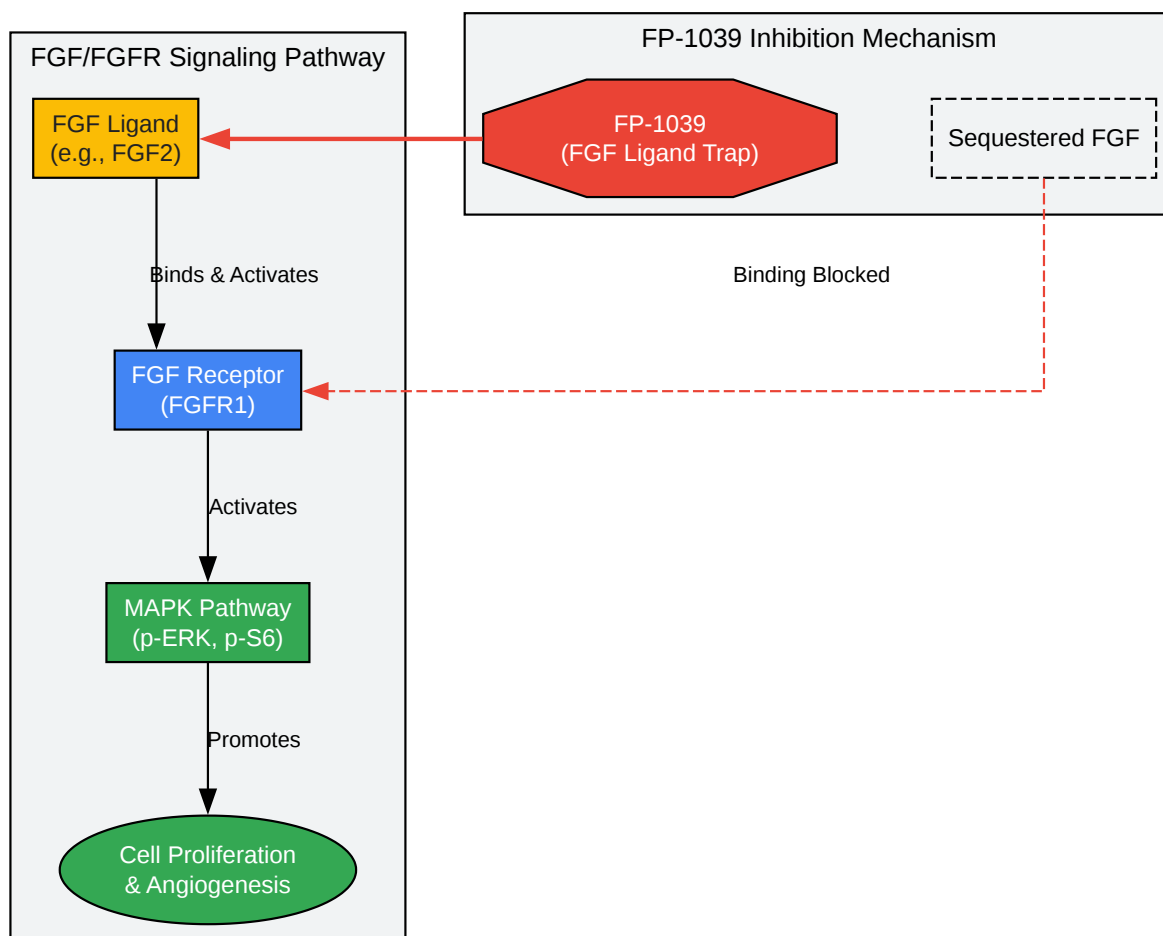 FGF/FGFR Signaling Pathway
FGF Ligand
(e.g., FGF2)
Binds & Activates
FGF Receptor
(FGFR1)
Activates
MAPK Pathway
(p-ERK, p-S6)
Promotes
Cell Proliferation
& Angiogenesis
FP-1039 Inhibition Mechanism
FP-1039
(FGF Ligand Trap)
Sequestered FGF
Binding Blocked